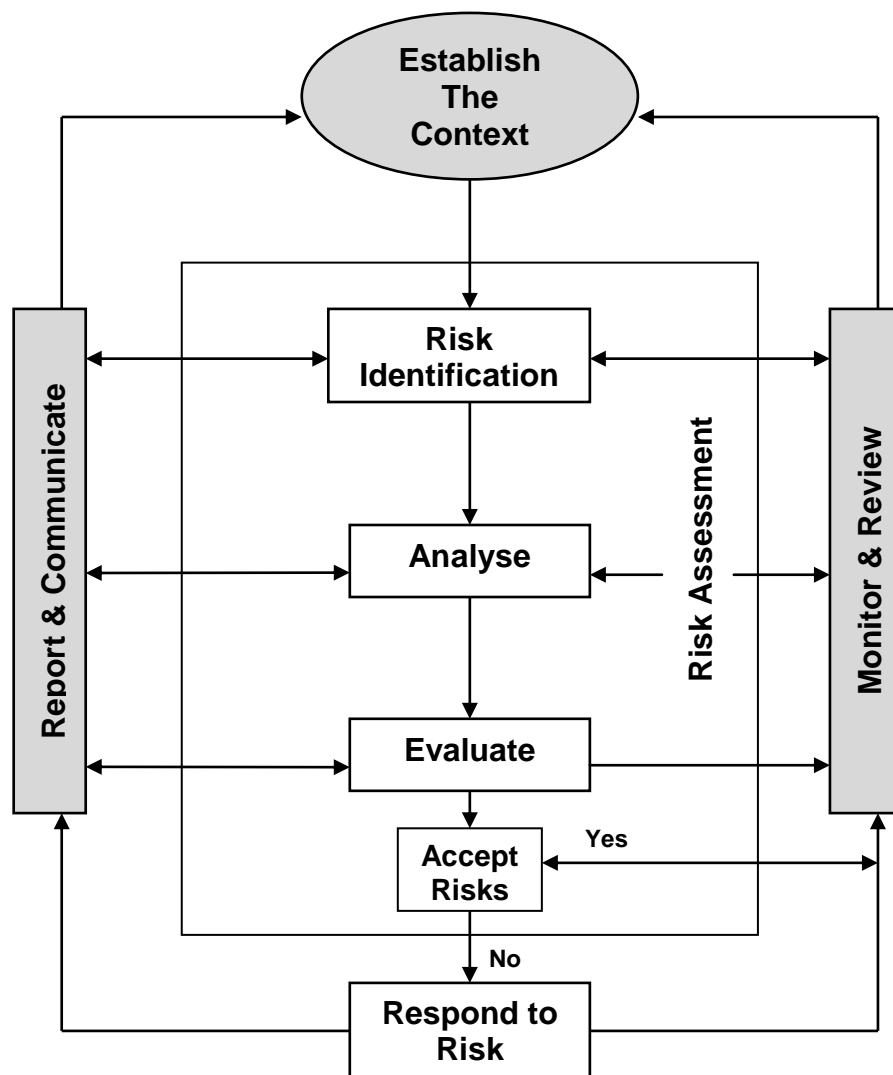 Establish
The
Context
Risk
Identification
Report & Communicate
Risk Assessment
Monitor & Review
Analyse
Evaluate
Accept
Risks
Yes
No
Respond to
Risk